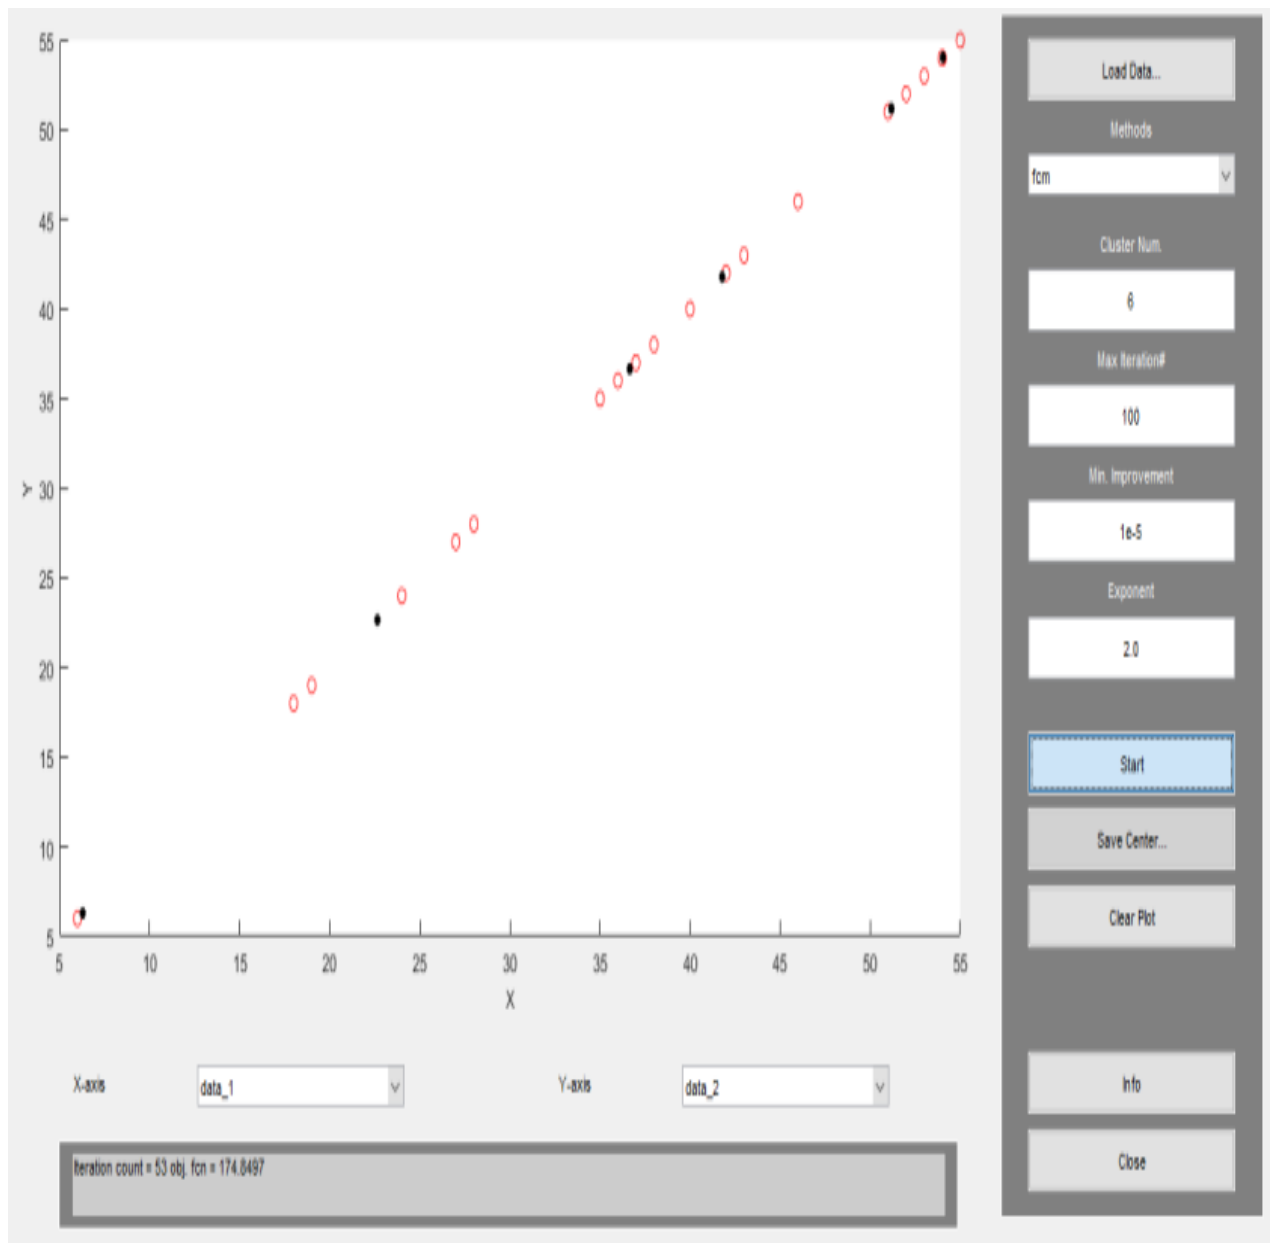 55
50
45
40
35
30
25
20
15
10
5
Y
5 10 15 20 25 30 35 40 45 50 55
X
X-axis
data_1
Y-axis
data_2
Iteration count = 53 obj. fcn = 174.8497
Load Data...
Methods
fcm
Cluster Num.
6
Max Iteration#
100
Min. Improvement
1e-5
Exponent
2.0
Start
Save Center...
Clear Plot
Info
Close